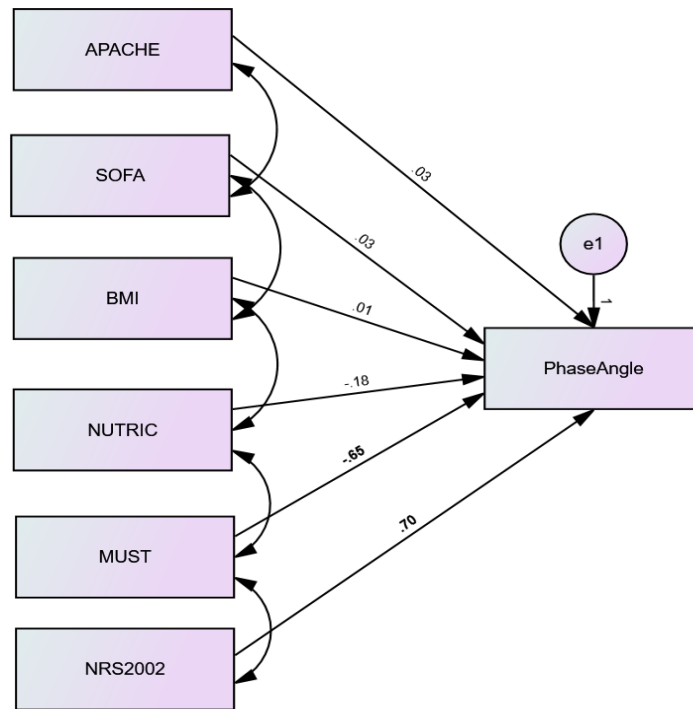 APACHE
.03
SOFA
.03
e1
1
BMI
.01
PhaseAngle
-.18
NUTRIC
-.65
MUST
.70
NRS2002